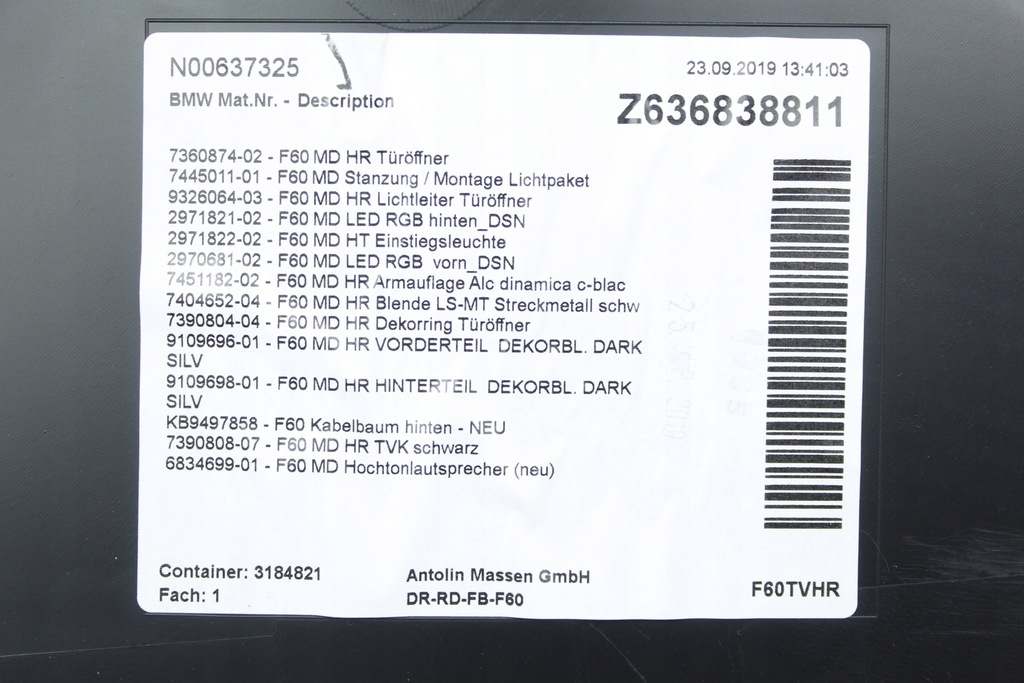 N00637325
23.09.2019 13:41:03
BMW Mat.Nr. - Description
Z636838811
7360874-02 - F60 MD HR Türöffner
7445011-01 - F60 MD Stanzung / Montage Lichtpaket
9326064-03 - F60 MD HR Lichtleiter Türöffner
2971821-02 - F60 MD LED RGB hinten_DSN
2971822-02 - F60 MD HT Einstiegsleuchte
2970681-02 - F60 MD LED RGB vorn_DSN
7451182-02 - F60 MD HR Armauflage Alc dinamica c-blac
7404652-04 - F60 MD HR Blende LS-MT Streckmetall schw
7390804-04 - F60 MD HR Dekorring Türöffner
9109696-01 - F60 MD HR VORDERTEIL DEKORBL. DARK
SILV
9109698-01 - F60 MD HR HINTERTEIL DEKORBL. DARK
SILV
KB9497858 - F60 Kabelbaum hinten - NEU
7390808-07 - F60 MD HR TVK schwarz
6834699-01 - F60 MD Hochtonlautsprecher (neu)
Container: 3184821
Antolin Massen GmbH
Fach: 1
DR-RD-FB-F60
F60TVHR